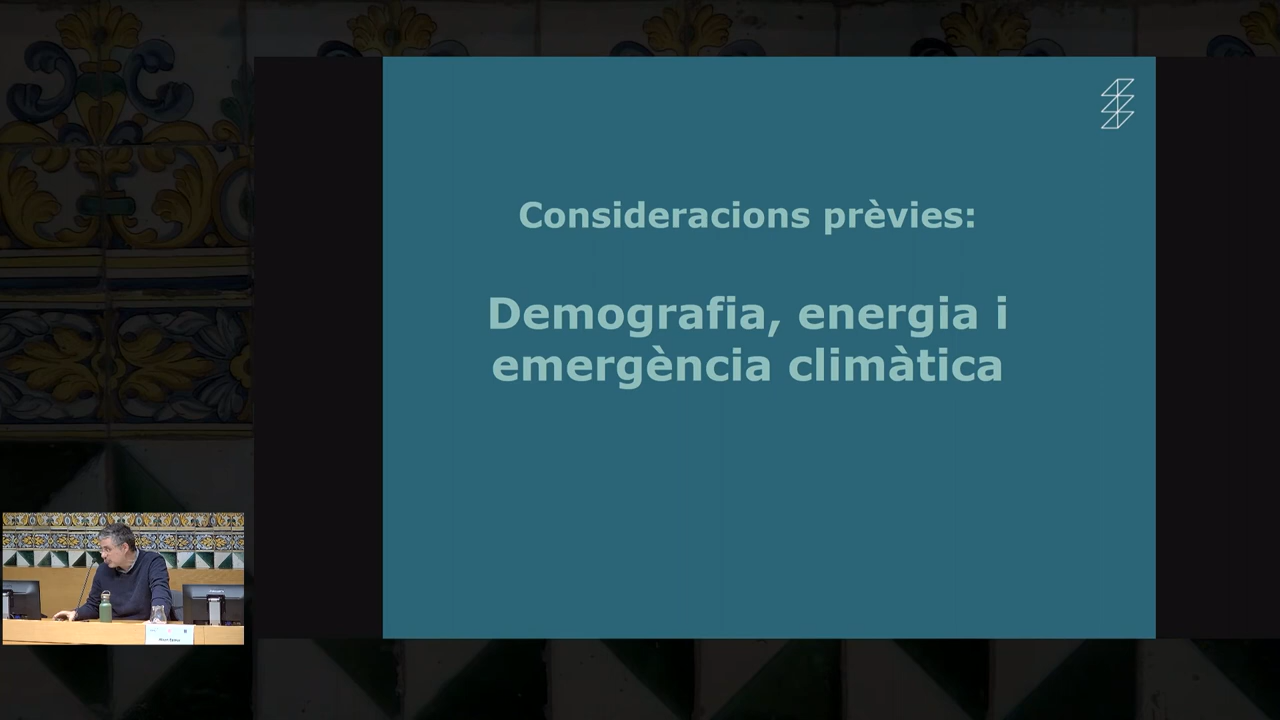 Consideracions prèvies:
Demografia, energia i
emergència climàtica